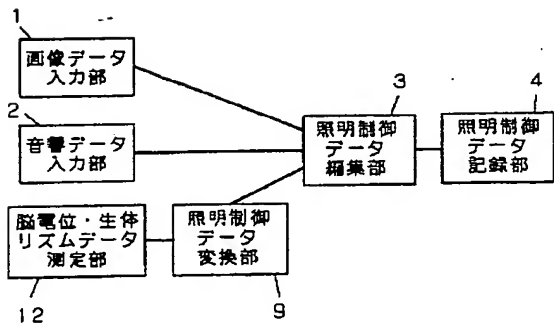 1
画像データ
入力部
2
音響データ
入力部
3
照明制御
データ
編集部
4
照明制御
データ
記録部
脳電位・生体
リズムデータ
測定部
12
照明制御
データ
変換部
9